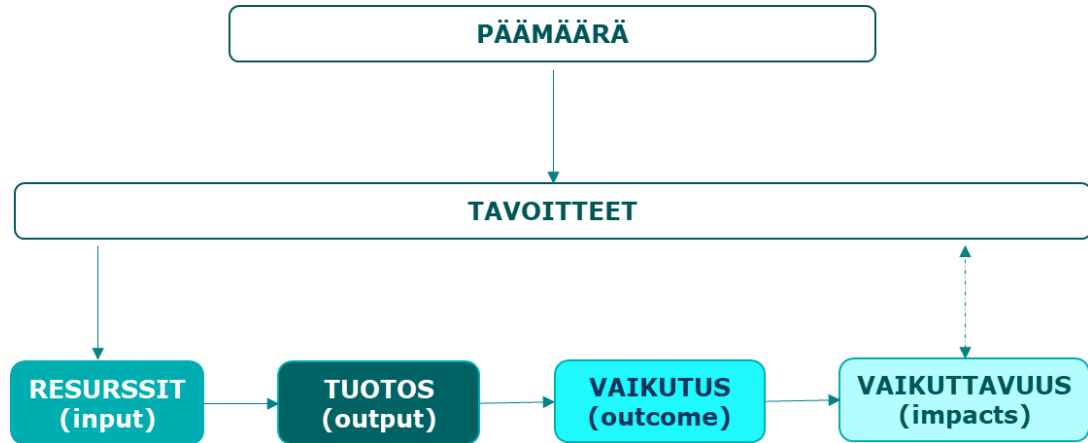 PÄÄMÄÄRÄ
TAVOITTEET
RESURSSIT
(input)
TUOTOS
(output)
VAIKUTUS
(outcome)
VAIKUTTAVUUS
(impacts)